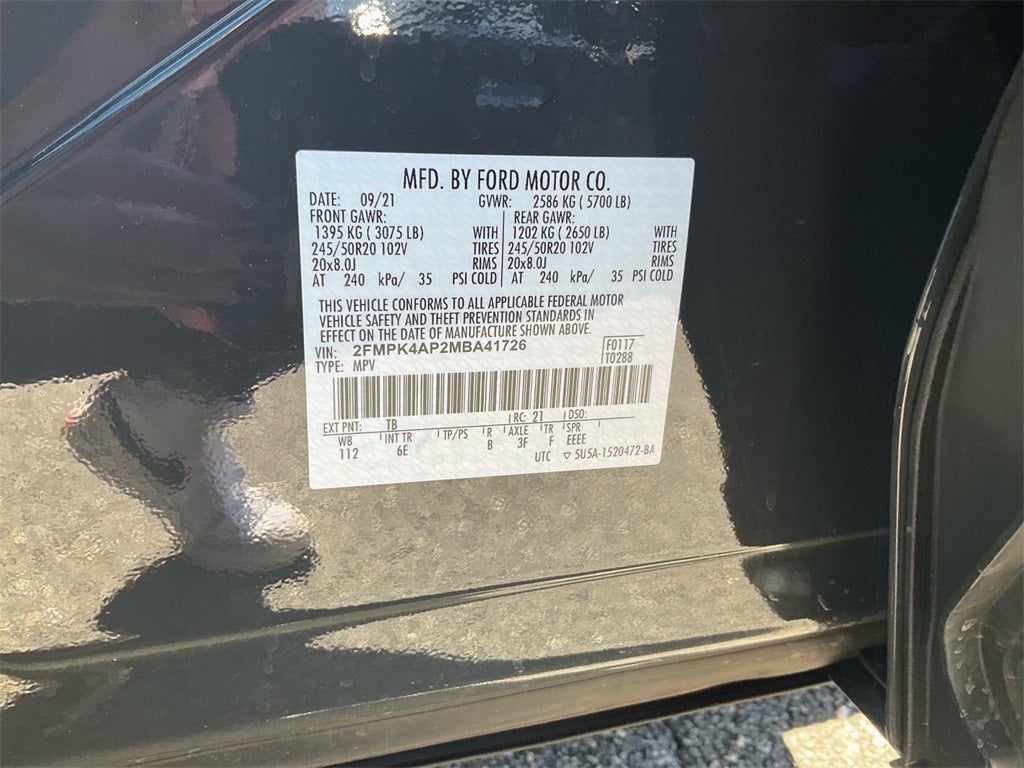 MFD. BY FORD MOTOR CO.
DATE: 09/21 GVWR: 2586 KG ( 5700 LB)
FRONT GAWR: REAR GAWR:
1395 KG ( 3075 LB) WITH 1202 KG ( 2650 LB) WITH
245/50R20 102V TIRES 245/50R20 102V TIRES
20x8.0J RIMS 20x8.0J RIMS
AT 240 kPa/ 35 PSI COLD AT 240 kPa/ 35 PSI COLD
THIS VEHICLE CONFORMS TO ALL APPLICABLE FEDERAL MOTOR
VEHICLE SAFETY AND THEFT PREVENTION STANDARDS IN
EFFECT ON THE DATE OF MANUFACTURE SHOWN ABOVE.
VIN: 2FMPK4AP2MBA41726 F0117
TYPE: MPV T0288
EXT PNT: TB RC: 21 DSO:
WB INT TR TP/PS R AXLE TR SPR
112 6E B 3F F EEEE
UTC ▽ 5U5A-1520472-BA